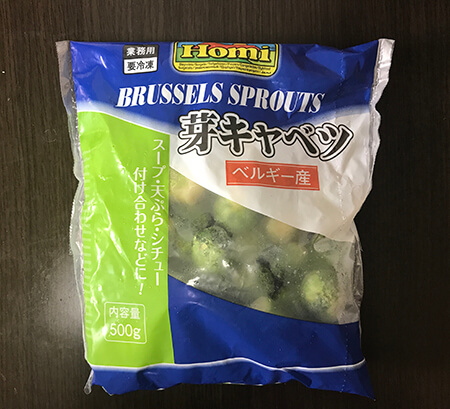 業務用
要冷凍
Homi
BRUSSELS SPROUTS
芽キャベツ
ベルギー産
スープ・天ぷら・シチュー
付け合わせなどに!
内容量
500g